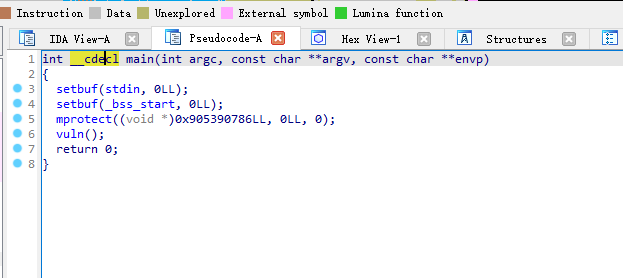 Instruction Data Unexplored External symbol Lumina function
IDA View-A Pseudocode-A Hex View-1 Structures
1 int __cdecl main(int argc, const char **argv, const char **envp)
2 {
3 setbuf(stdin, 0LL);
4 setbuf(_bss_start, 0LL);
5 mprotect((void *)0x905390786LL, 0LL, 0);
6 vuln();
7 return 0;
8 }